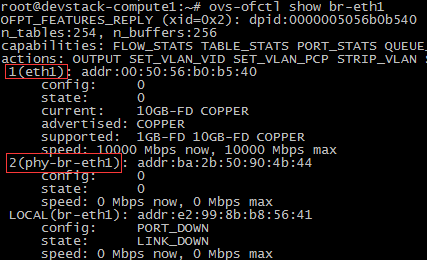 root@devstack-compute1:~# ovs-ofctl show br-eth1
OFPT_FEATURES_REPLY (xid=0x2): dpid:0000005056b0b540
n_tables:254, n_buffers:256
capabilities: FLOW_STATS TABLE_STATS PORT_STATS QUEUE_
actions: OUTPUT SET_VLAN_VID SET_VLAN_PCP STRIP_VLAN
1(eth1): addr:00:50:56:b0:b5:40
config: 0
state: 0
current: 10GB-FD COPPER
advertised: COPPER
supported: 1GB-FD 10GB-FD COPPER
speed: 10000 Mbps now, 10000 Mbps max
2(phy-br-eth1): addr:ba:2b:50:90:4b:44
config: 0
state: 0
speed: 0 Mbps now, 0 Mbps max
LOCAL(br-eth1): addr:e2:99:8b:b8:56:41
config: PORT_DOWN
state: LINK_DOWN
speed: 0 Mbps now, 0 Mbps max